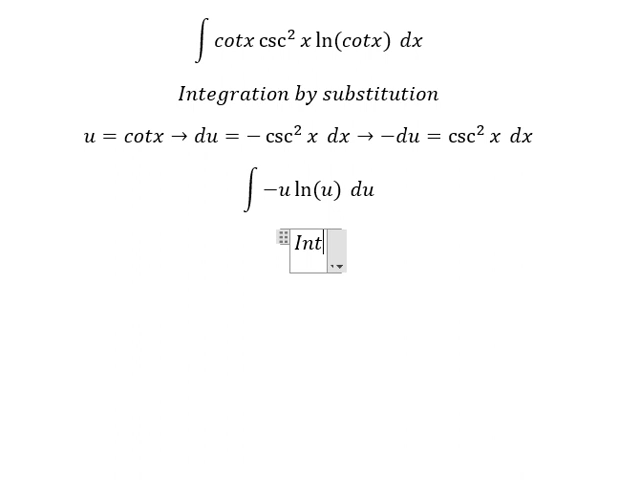 ∫ cotx csc² x ln(cotx) dx
Integration by substitution
u = cotx → du = − csc² x dx → −du = csc² x dx
∫ −u ln(u) du
Int